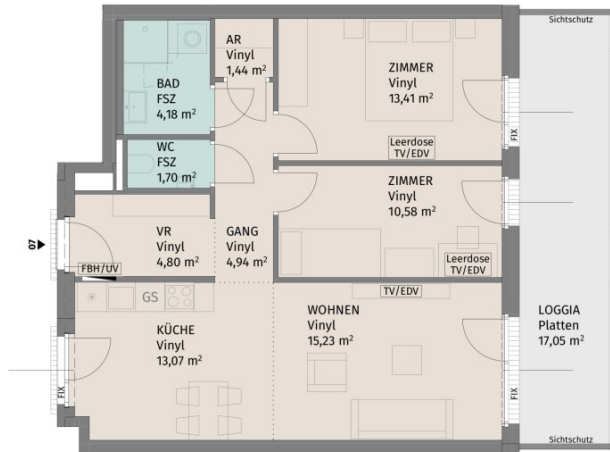 Sichtschutz
AR
Vinyl
1,44 m²
BAD
FSZ
4,18 m²
ZIMMER
Vinyl
13,41 m²
FIX
Leerdose
TV/EDV
WC
FSZ
1,70 m²
ZIMMER
Vinyl
10,58 m²
07
VR
Vinyl
4,80 m²
GANG
Vinyl
4,94 m²
Leerdose
TV/EDV
FBH/UV
TV/EDV
GS
KÜCHE
Vinyl
13,07 m²
WOHNEN
Vinyl
15,23 m²
LOGGIA
Platten
17,05 m²
FIX
FIX
Sichtschutz